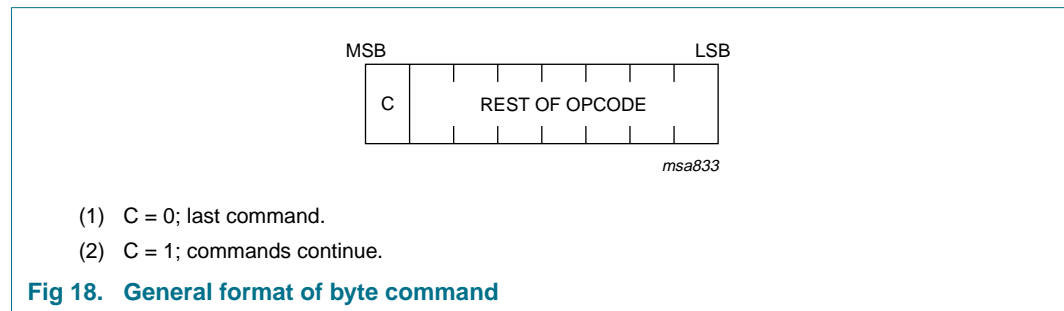 MSB LSB
C REST OF OPCODE
msa833
(1) C = 0; last command.
(2) C = 1; commands continue.
Fig 18. General format of byte command